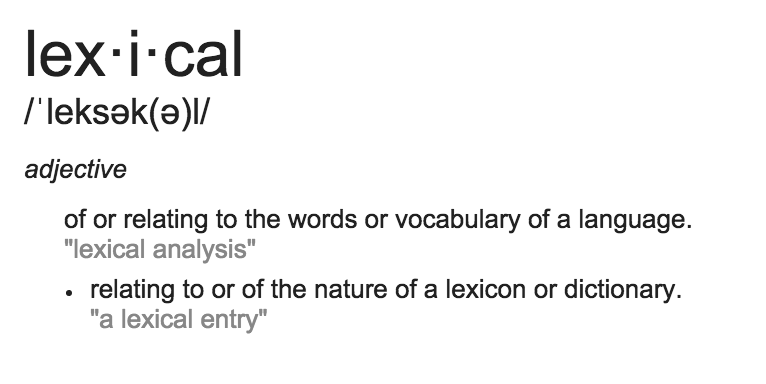 lex·i·cal
/ˈleksək(ə)l/
adjective
of or relating to the words or vocabulary of a language.
"lexical analysis"
• relating to or of the nature of a lexicon or dictionary.
"a lexical entry"